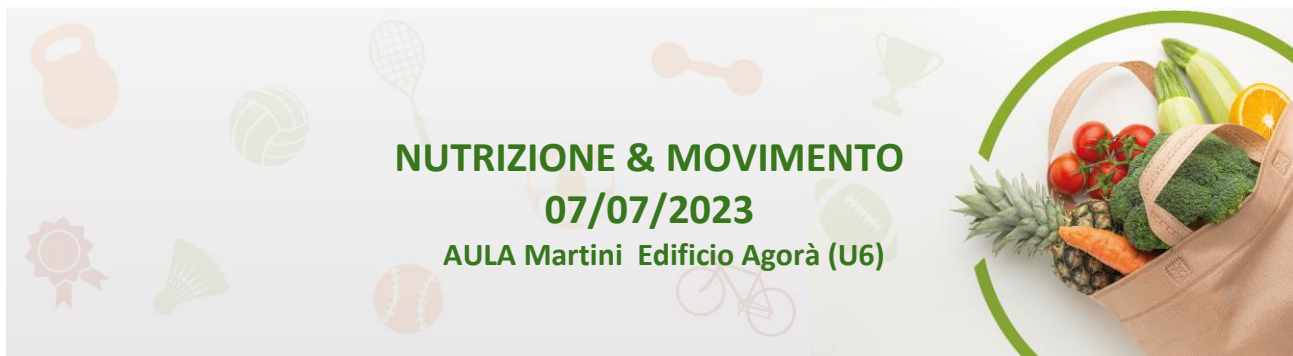 NUTRIZIONE & MOVIMENTO
07/07/2023
AULA Martini Edificio Agorà (U6)